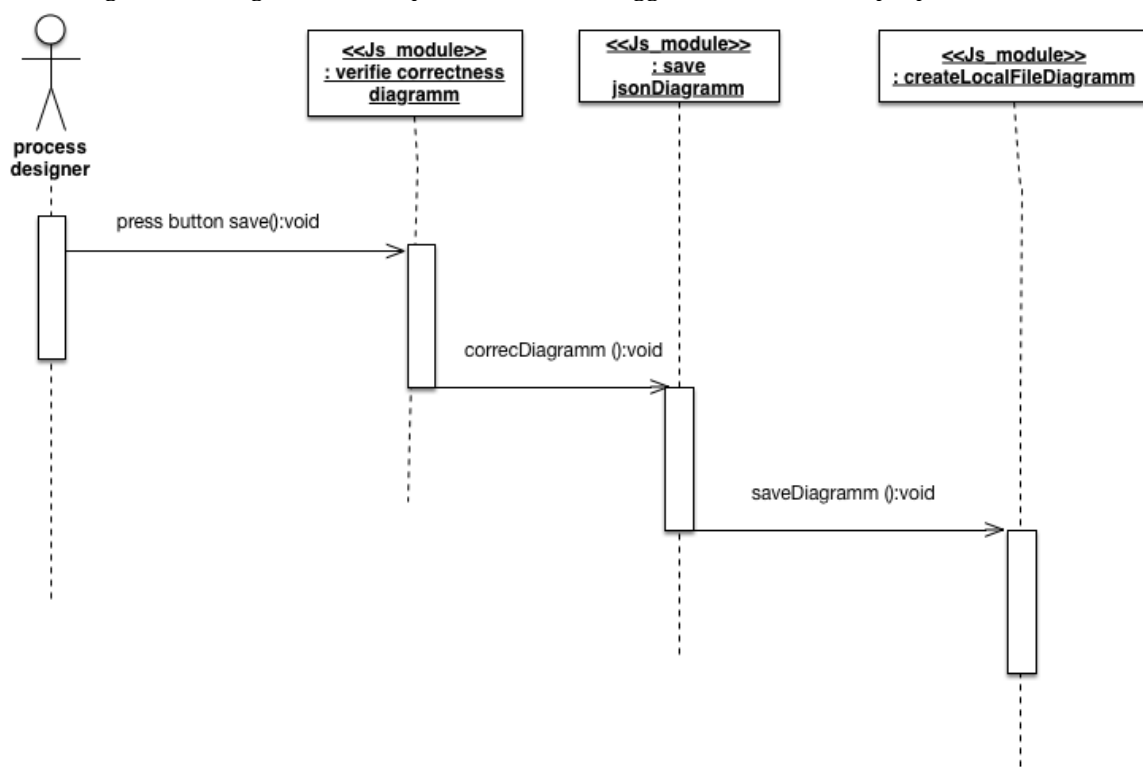 <<Js_module>>
: verifie correctness
diagramm
<<Js_module>>
: save
jsonDiagramm
<<Js_module>>
: createLocalFileDiagramm
process
designer
press button save():void
correcDiagramm ():void
saveDiagramm ():void